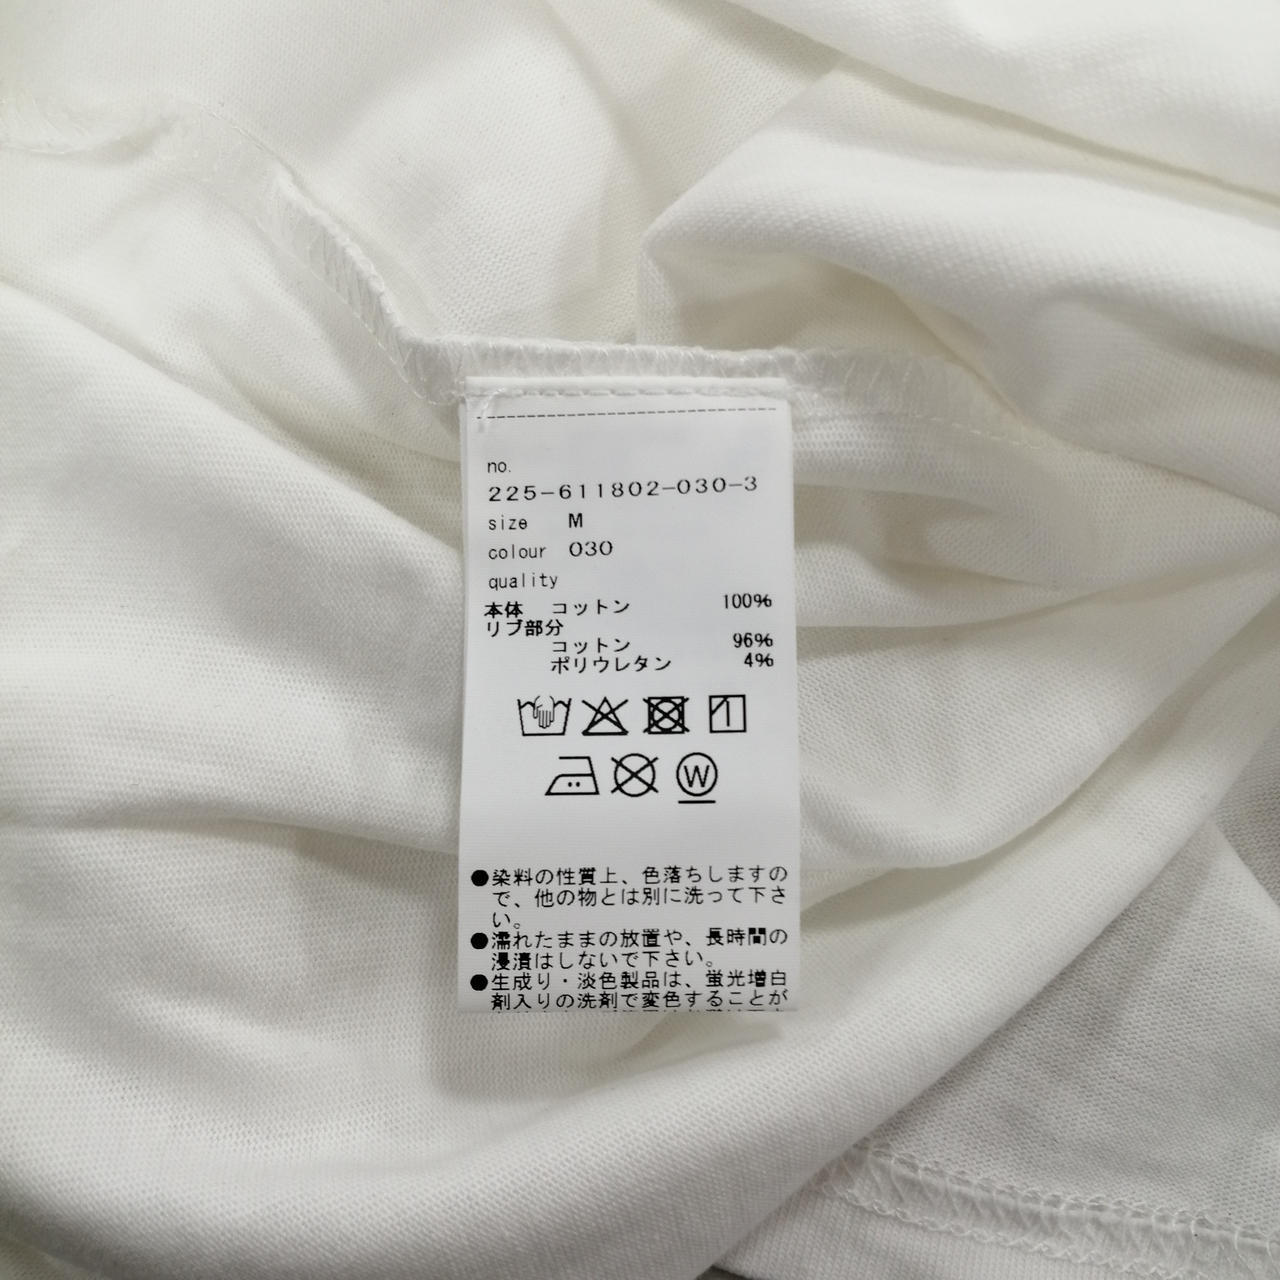 no.
225-611802-030-3
size M
colour 030
quality
本体 コットン 100%
リブ部分
コットン 96%
ポリウレタン 4%
W
●染料の性質上、色落ちしますの
で、他の物とは別に洗って下さ
い。
●濡れたままの放置や、長時間の
浸漬はしないで下さい。
●生成り・淡色製品は、蛍光増白
剤入りの洗剤で変色することが